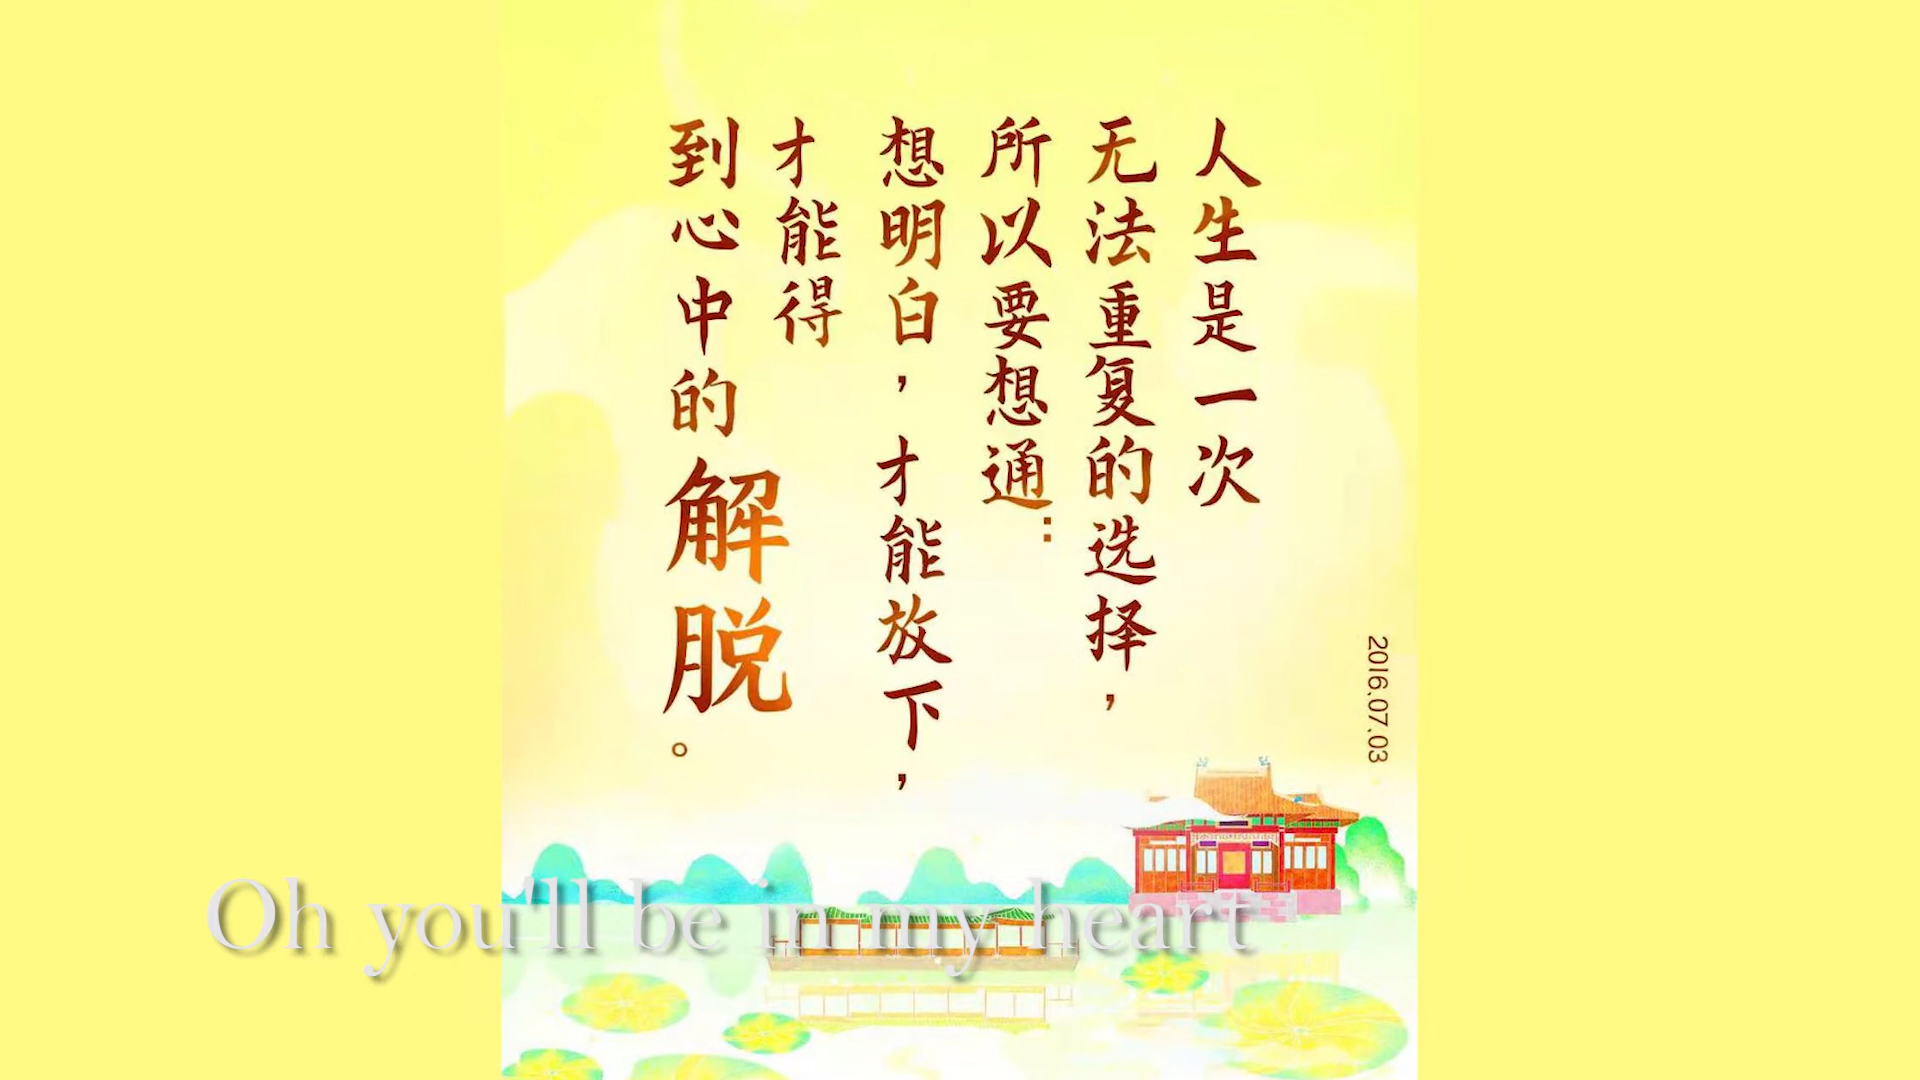 人生是一次
无法重复的选择，
所以要想通：
想明白，才能放下，
才能得
到心中的解脱。
2016.07.03
Oh you'll be in my heart